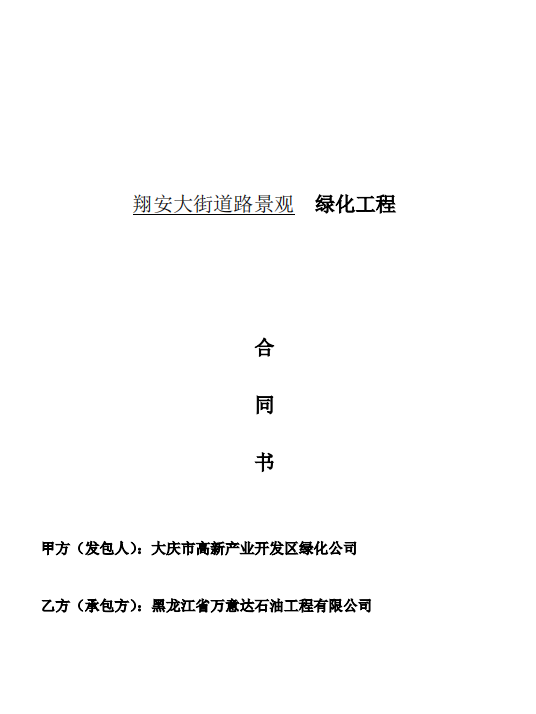 翔安大街道路景观 绿化工程
合
同
书
甲方（发包人）：大庆市高新产业开发区绿化公司
乙方（承包方）：黑龙江省万意达石油工程有限公司